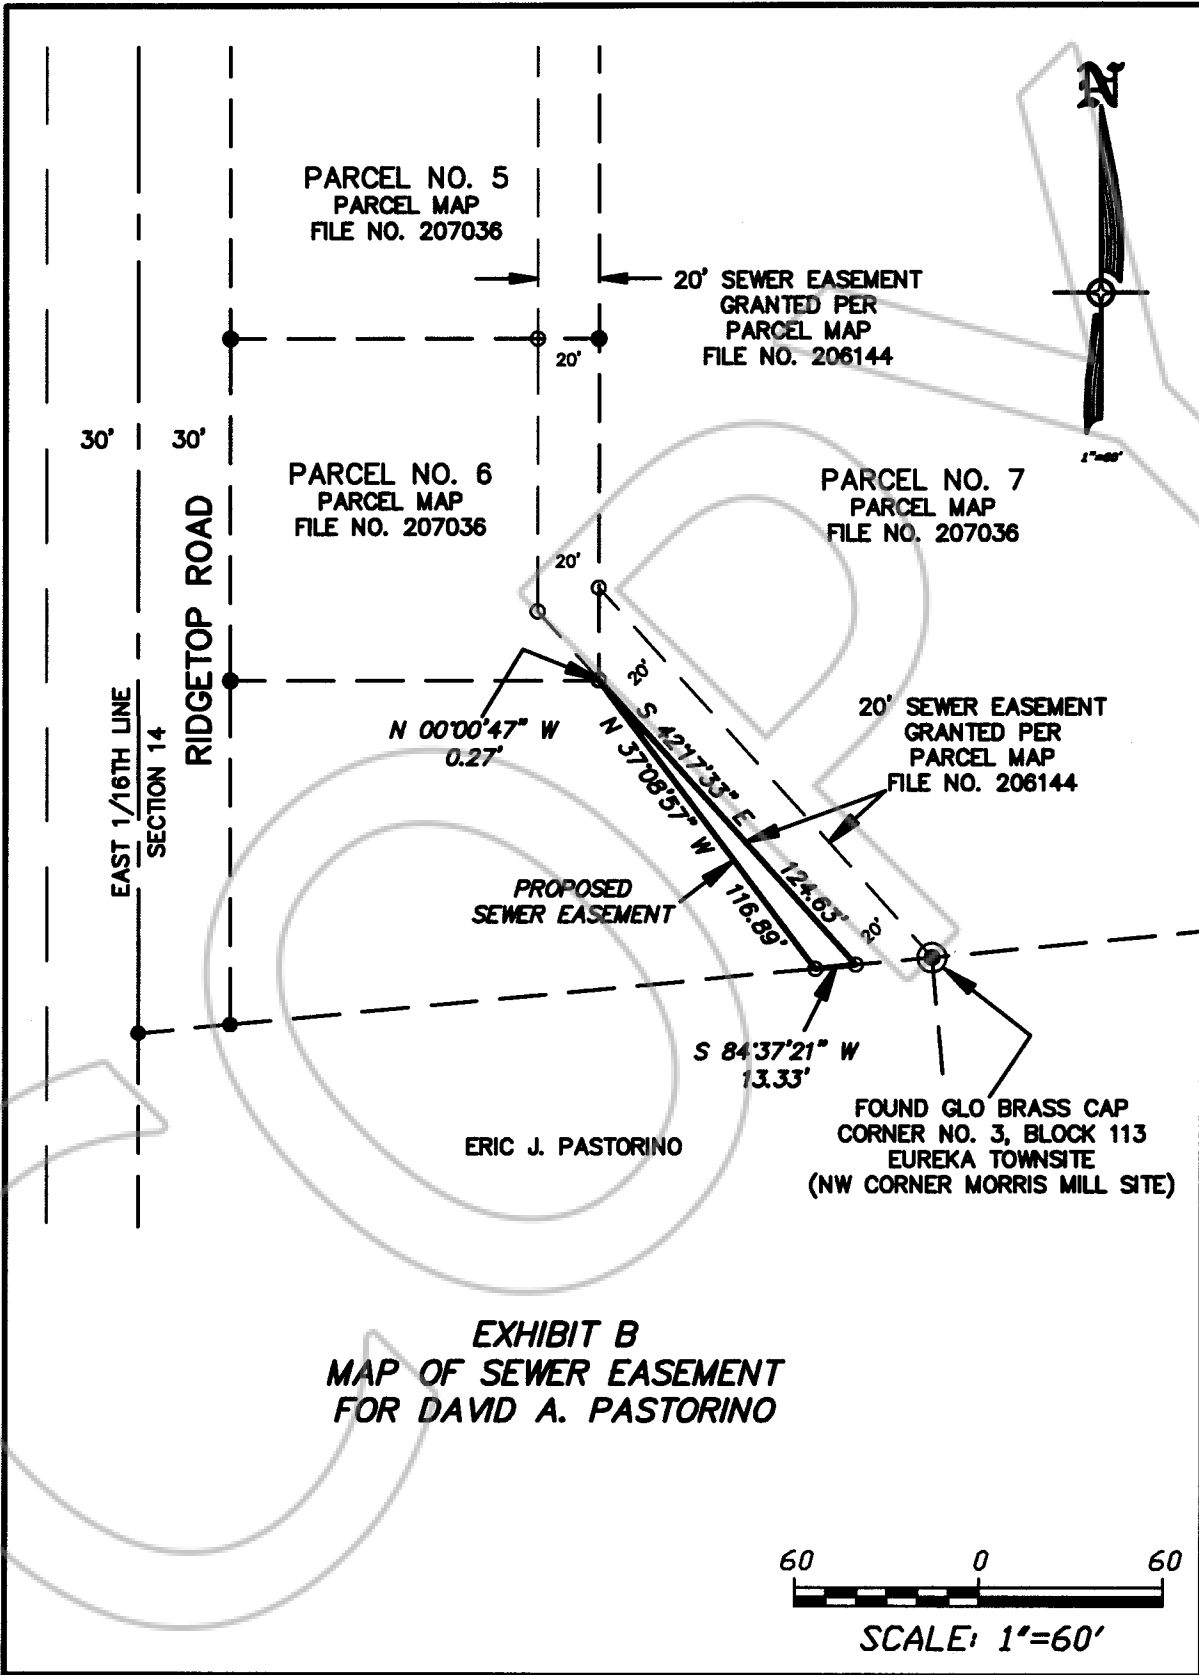 N
1"=60'
PARCEL NO. 5
PARCEL MAP
FILE NO. 207036
20' SEWER EASEMENT
GRANTED PER
PARCEL MAP
FILE NO. 206144
20'
30'
30'
PARCEL NO. 6
PARCEL MAP
FILE NO. 207036
PARCEL NO. 7
PARCEL MAP
FILE NO. 207036
20'
RIDGETOP ROAD
EAST 1/16TH LINE
SECTION 14
N 00°00'47" W
0.27'
20'
S 42°17'33" E
124.63'
N 37°08'57" W
116.89'
20'
20' SEWER EASEMENT
GRANTED PER
PARCEL MAP
FILE NO. 206144
PROPOSED
SEWER EASEMENT
S 84°37'21" W
13.33'
ERIC J. PASTORINO
FOUND GLO BRASS CAP
CORNER NO. 3, BLOCK 113
EUREKA TOWNSITE
(NW CORNER MORRIS MILL SITE)
EXHIBIT B
MAP OF SEWER EASEMENT
FOR DAVID A. PASTORINO
60 0 60
SCALE: 1"=60'
COPY